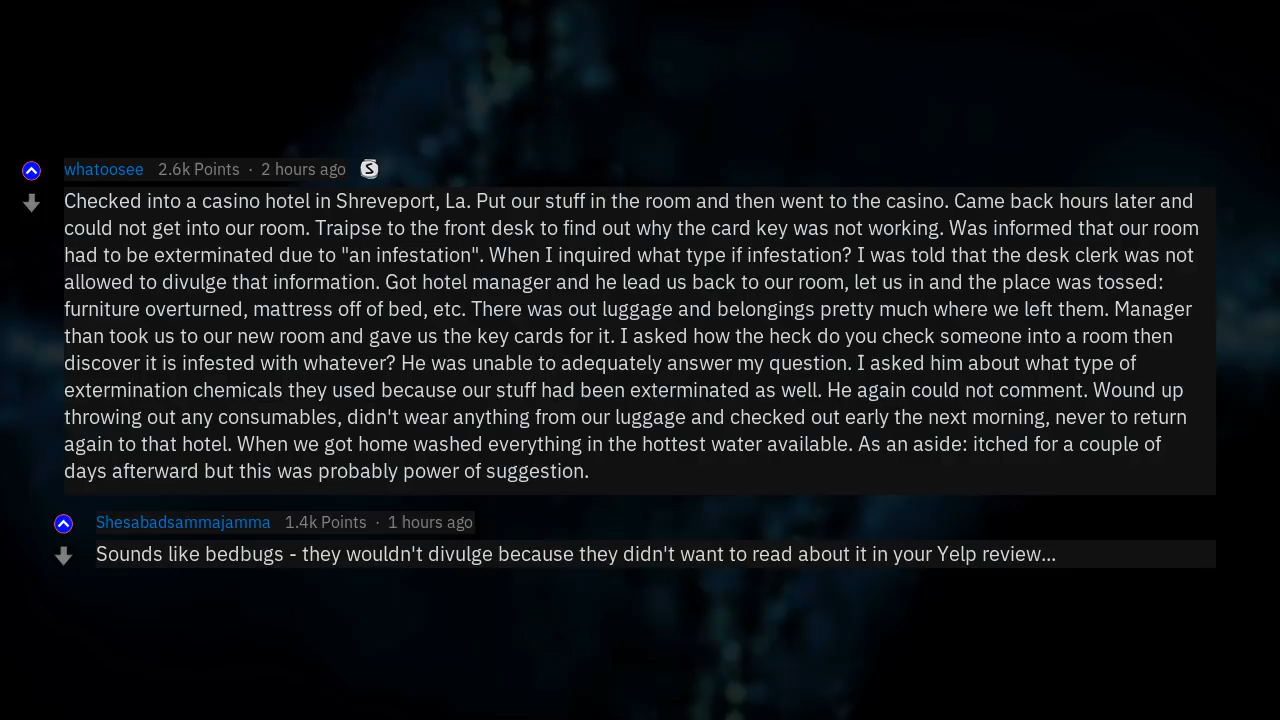 whatoosee 2.6k Points · 2 hours ago S
Checked into a casino hotel in Shreveport, La. Put our stuff in the room and then went to the casino. Came back hours later and
could not get into our room. Traipse to the front desk to find out why the card key was not working. Was informed that our room
had to be exterminated due to "an infestation". When I inquired what type if infestation? I was told that the desk clerk was not
allowed to divulge that information. Got hotel manager and he lead us back to our room, let us in and the place was tossed:
furniture overturned, mattress off of bed, etc. There was out luggage and belongings pretty much where we left them. Manager
than took us to our new room and gave us the key cards for it. I asked how the heck do you check someone into a room then
discover it is infested with whatever? He was unable to adequately answer my question. I asked him about what type of
extermination chemicals they used because our stuff had been exterminated as well. He again could not comment. Wound up
throwing out any consumables, didn't wear anything from our luggage and checked out early the next morning, never to return
again to that hotel. When we got home washed everything in the hottest water available. As an aside: itched for a couple of
days afterward but this was probably power of suggestion.
Shesabadsammajamma 1.4k Points · 1 hours ago
Sounds like bedbugs - they wouldn't divulge because they didn't want to read about it in your Yelp review...